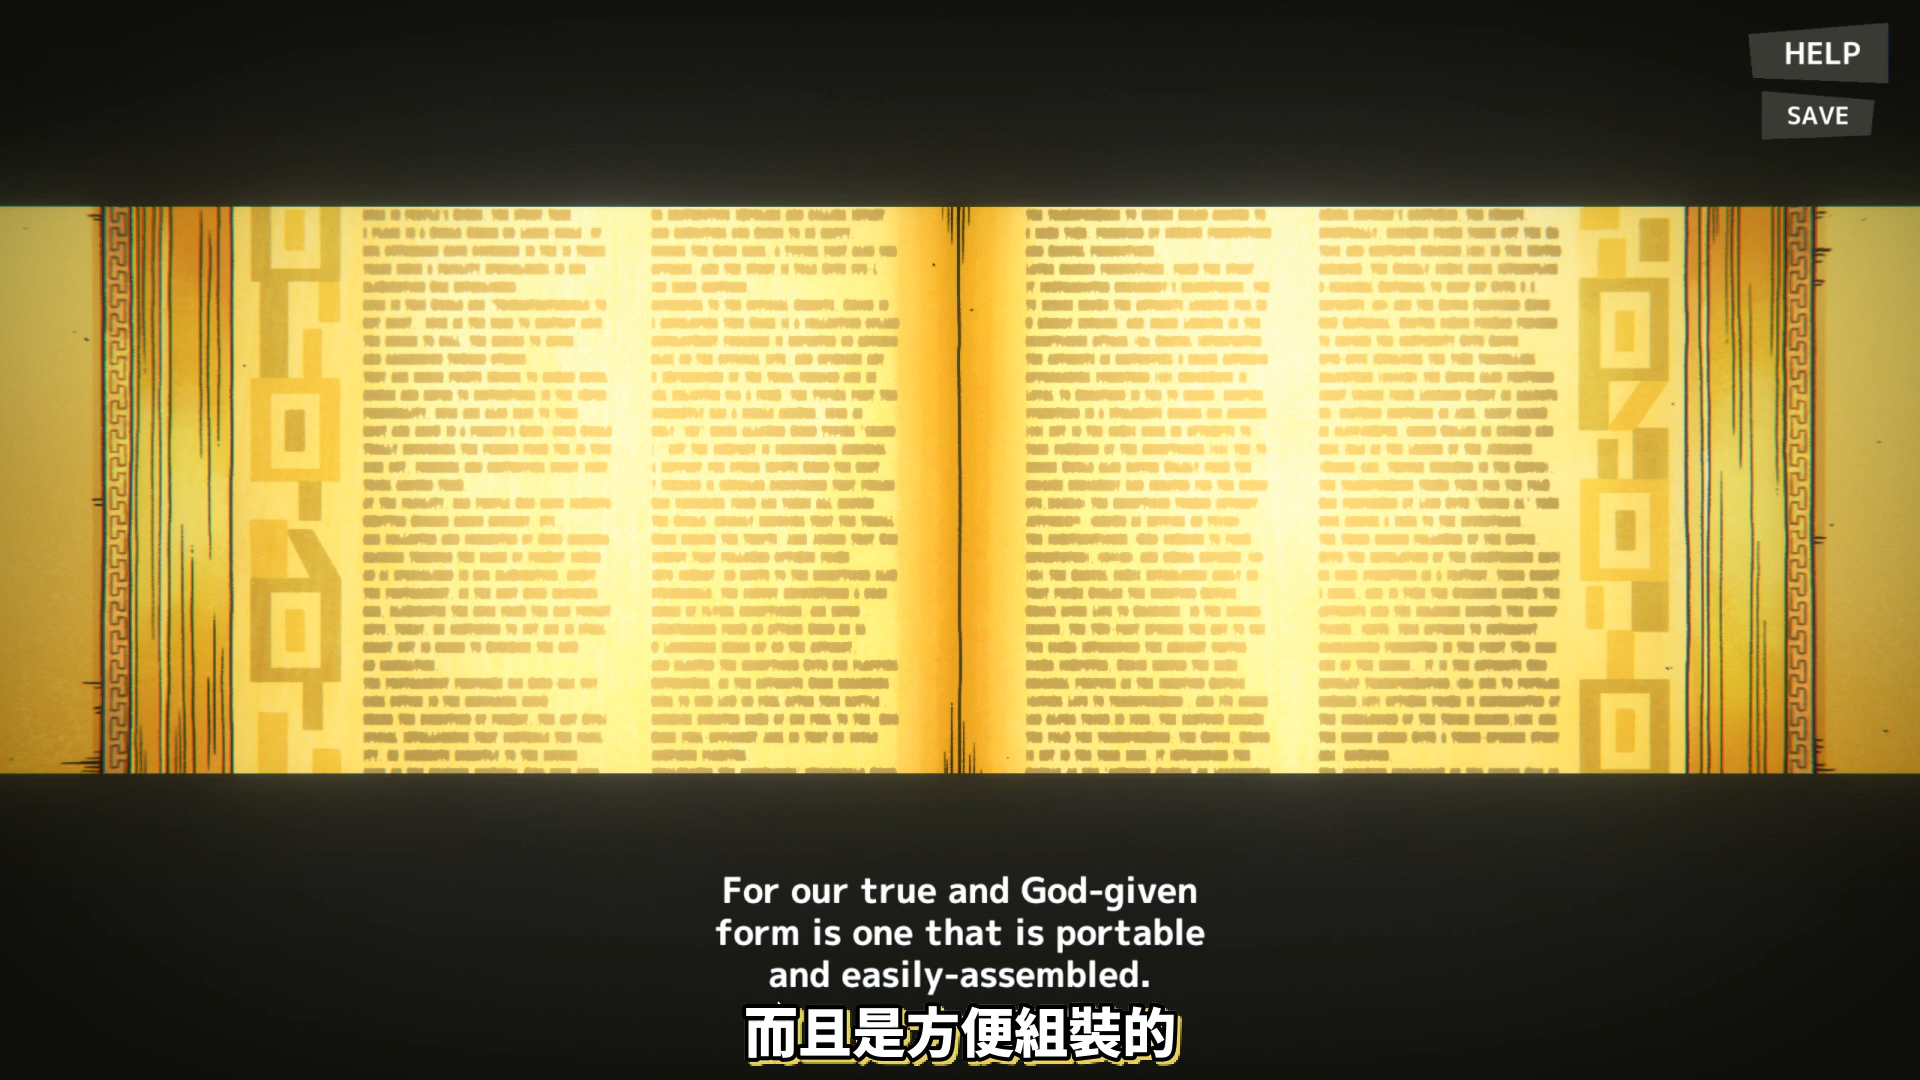 HELP
SAVE
For our true and God-given
form is one that is portable
and easily-assembled.
而且是方便組裝的